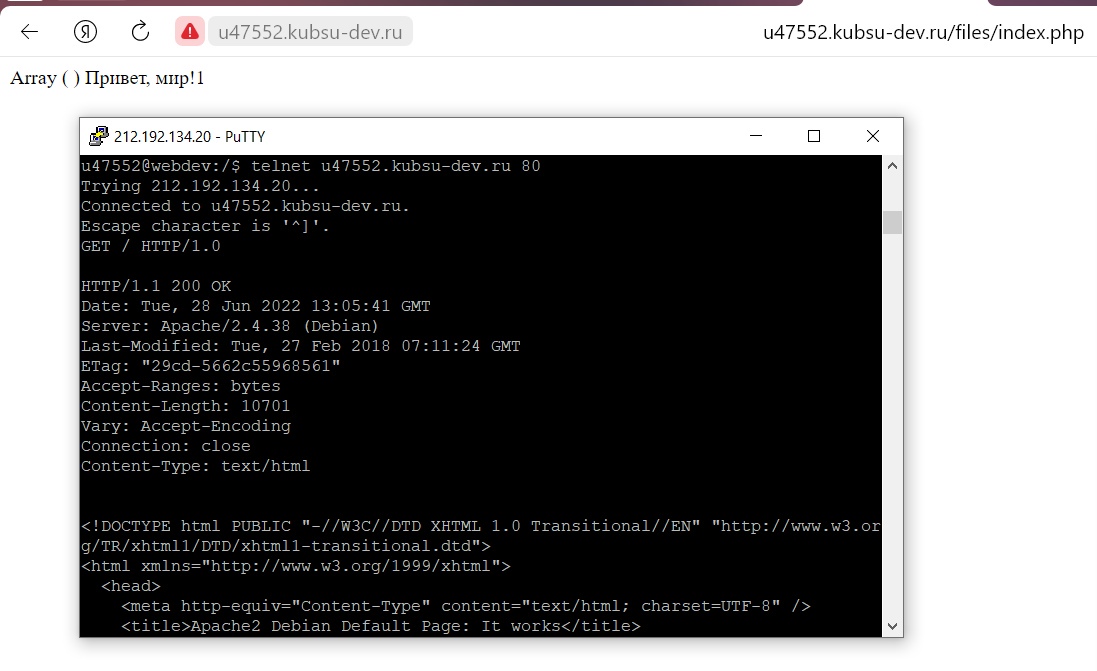 Я u47552.kubsu-dev.ru u47552.kubsu-dev.ru/files/index.php
Array ( ) Привет, мир!1
212.192.134.20 - PuTTY
u47552@webdev:/$ telnet u47552.kubsu-dev.ru 80
Trying 212.192.134.20...
Connected to u47552.kubsu-dev.ru.
Escape character is '^]'.
GET / HTTP/1.0
HTTP/1.1 200 OK
Date: Tue, 28 Jun 2022 13:05:41 GMT
Server: Apache/2.4.38 (Debian)
Last-Modified: Tue, 27 Feb 2018 07:11:24 GMT
ETag: "29cd-5662c55968561"
Accept-Ranges: bytes
Content-Length: 10701
Vary: Accept-Encoding
Connection: close
Content-Type: text/html
<!DOCTYPE html PUBLIC "-//W3C//DTD XHTML 1.0 Transitional//EN" "http://www.w3.or
g/TR/xhtml1/DTD/xhtml1-transitional.dtd">
<html xmlns="http://www.w3.org/1999/xhtml">
<head>
<meta http-equiv="Content-Type" content="text/html; charset=UTF-8" />
<title>Apache2 Debian Default Page: It works</title>